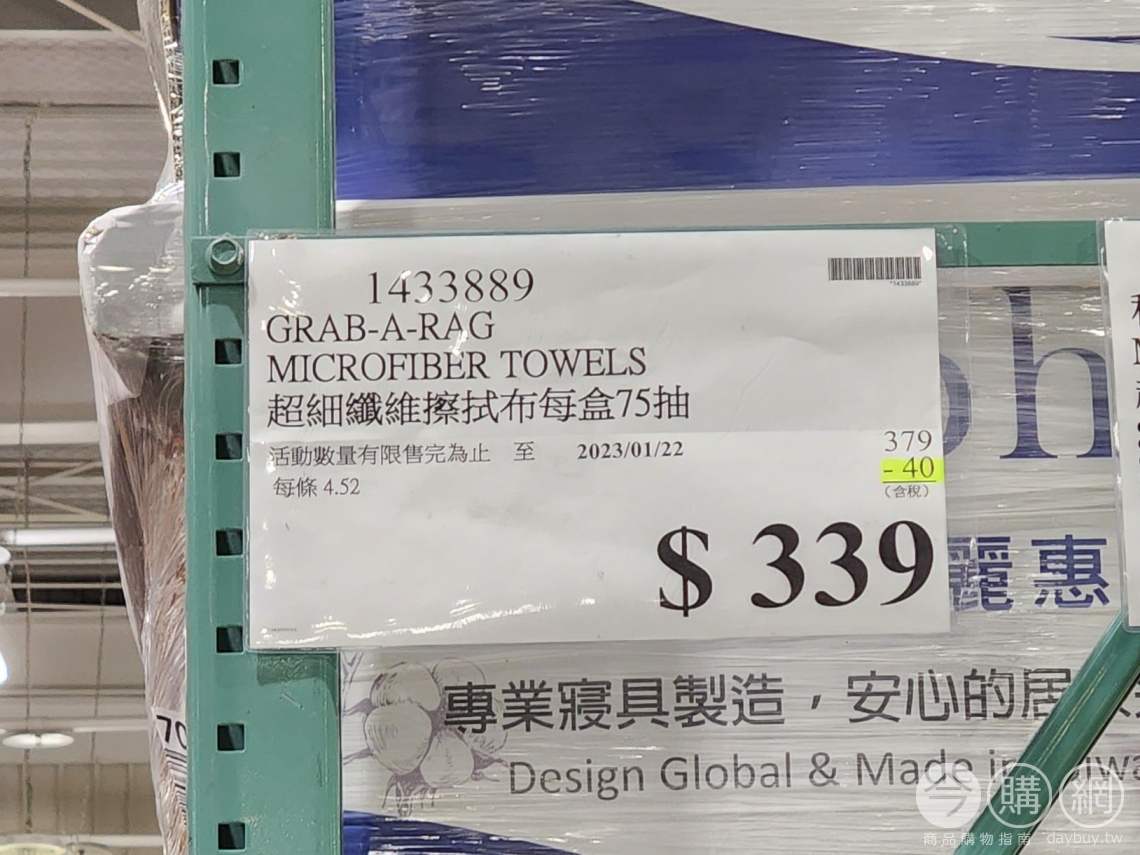 1433889
*1433889*
GRAB-A-RAG
MICROFIBER TOWELS
超細纖維擦拭布每盒75抽
活動數量有限售完為止 至 2023/01/22
379
- 40
每條 4.52
(含稅)
$ 339
麗惠
專業寢具製造，安心的居
Design Global & Made in
70
今購網
商品購物指南 daybuy.tw